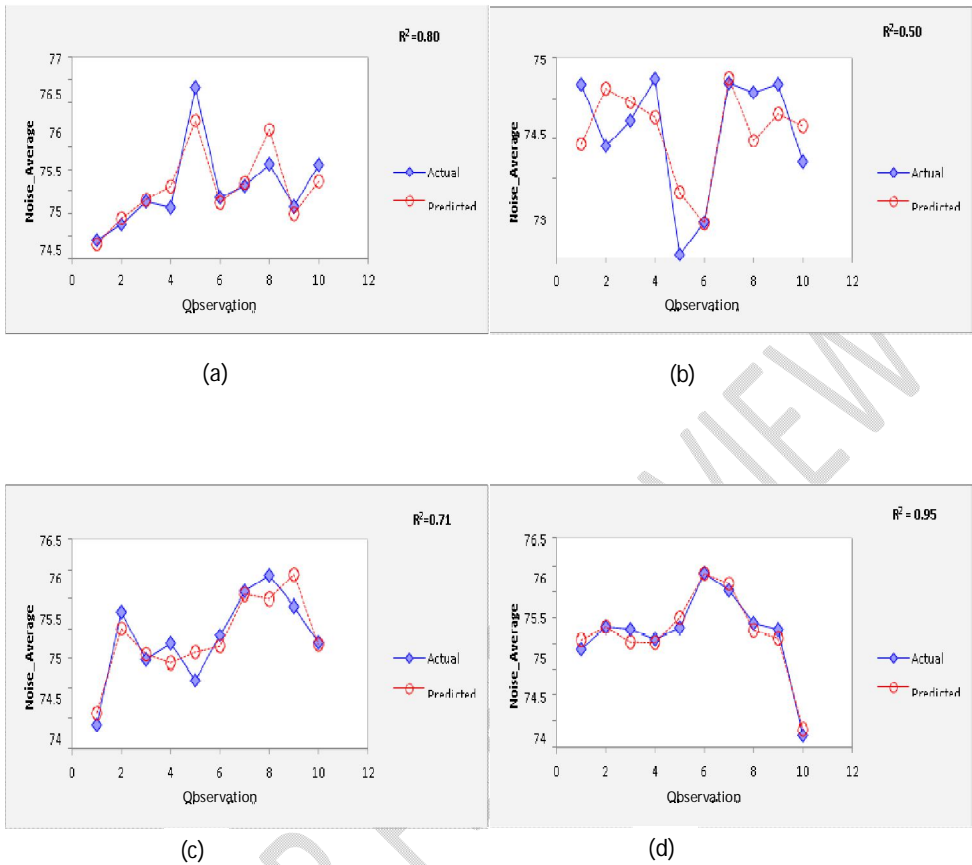 R²=0.80
77
76.5
76
75.5
75
74.5
Noise_Average
0 2 4 6 8 10 12
Observation
Actual
Predicted
(a)
R²=0.50
75
74.5
73
Noise_Average
0 2 4 6 8 10 12
Observation
Actual
Predicted
(b)
R²=0.71
76.5
76
75.5
75
74.5
74
Noise_Average
0 2 4 6 8 10 12
Observation
Actual
Predicted
(c)
R² = 0.95
76.5
76
75.5
75
74.5
74
Noise_Average
0 2 4 6 8 10 12
Observation
Actual
Predicted
(d)
VIEW